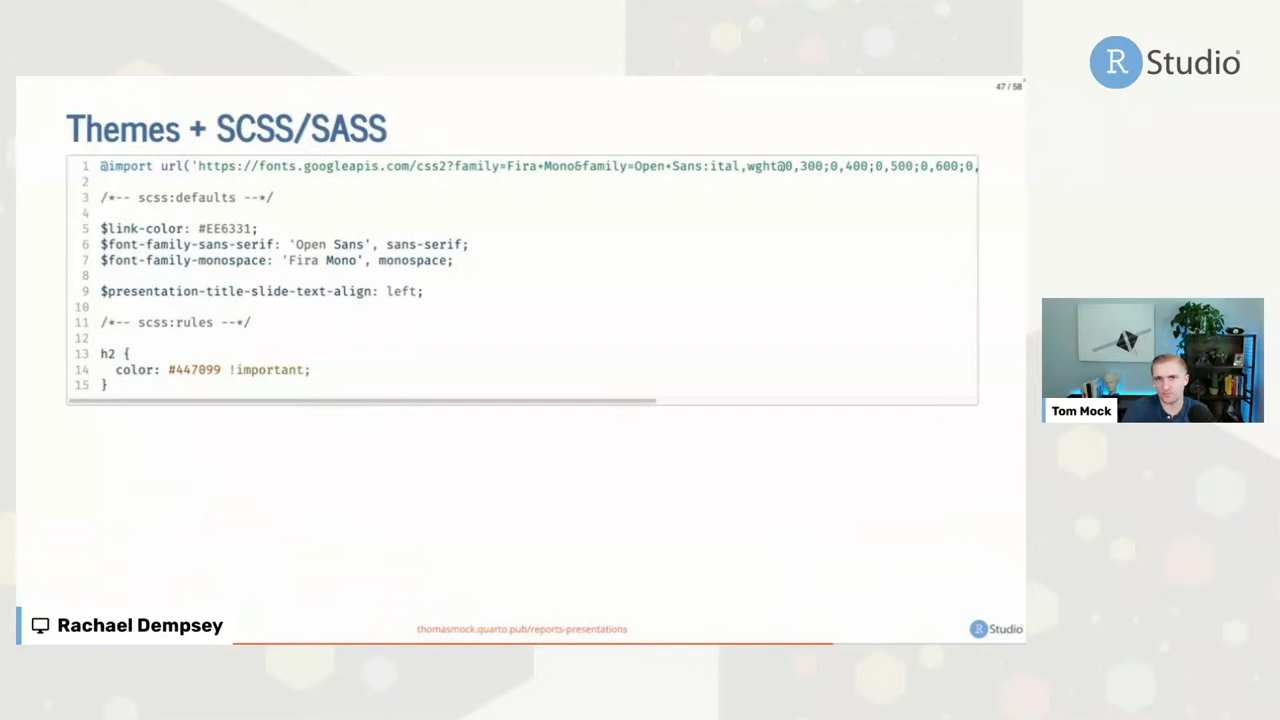 R Studio
47 / 58
Themes + SCSS/SASS
1 @import url('https://fonts.googleapis.com/css2?family=Fira+Mono&family=Open+Sans:ital,wght@0,300;0,400;0,500;0,600;0,
2
3 /*-- scss:defaults --*/
4
5 $link-color: #EE6331;
6 $font-family-sans-serif: 'Open Sans', sans-serif;
7 $font-family-monospace: 'Fira Mono', monospace;
8
9 $presentation-title-slide-text-align: left;
10
11 /*-- scss:rules --*/
12
13 h2 {
14   color: #447099 !important;
15 }
Tom Mock
Rachael Dempsey
thomasmock.quarto.pub/reports-presentations
R Studio